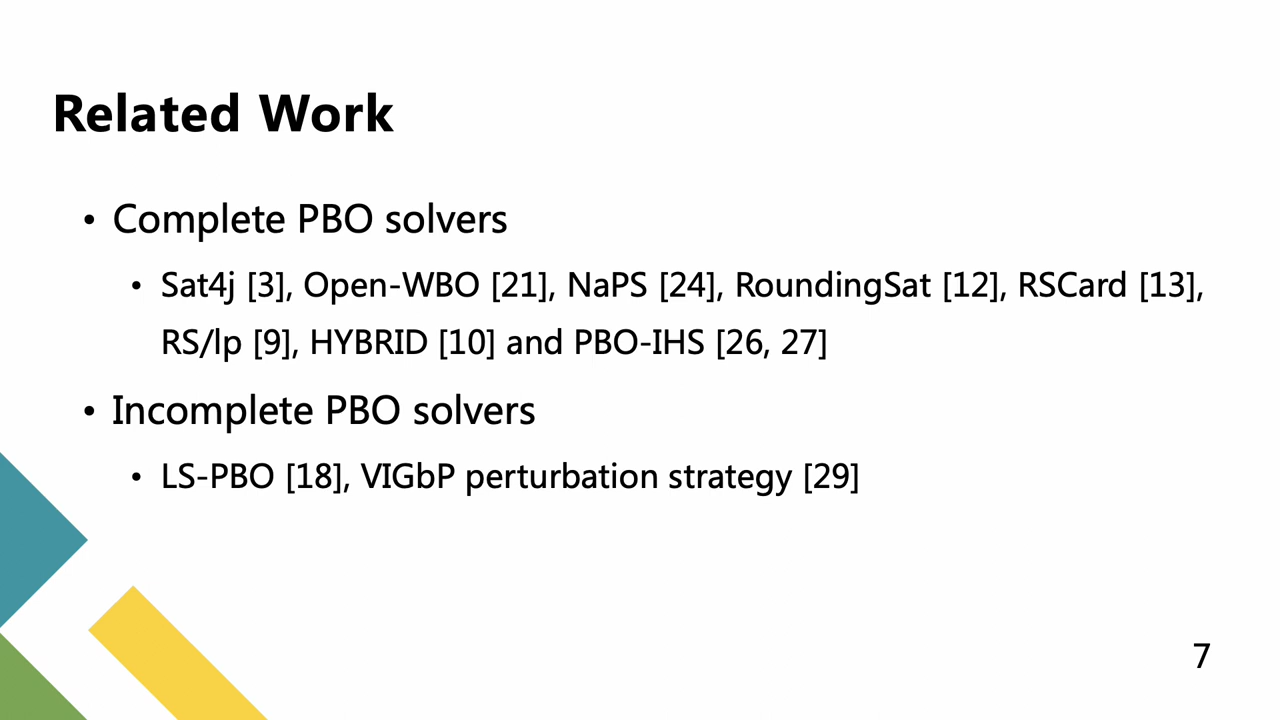 Related Work
• Complete PBO solvers
• Sat4j [3], Open-WBO [21], NaPS [24], RoundingSat [12], RSCard [13],
RS/lp [9], HYBRID [10] and PBO-IHS [26, 27]
• Incomplete PBO solvers
• LS-PBO [18], VIGbP perturbation strategy [29]
7